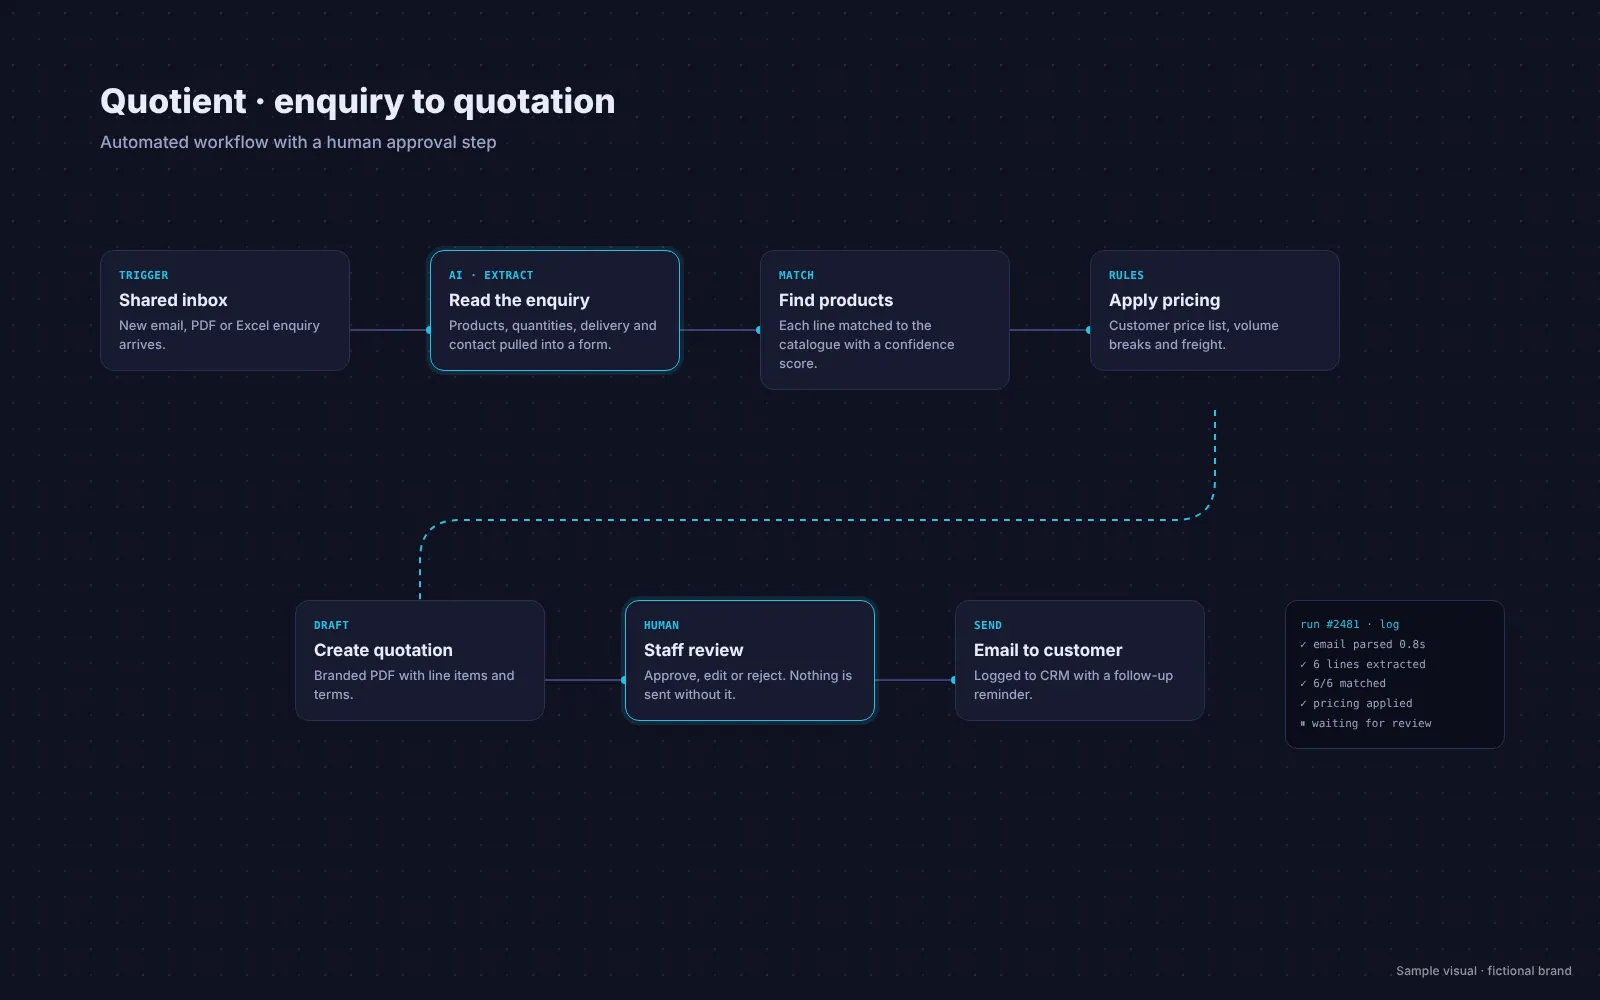 Quotient · enquiry to quotation
Automated workflow with a human approval step
TRIGGER
Shared inbox
New email, PDF or Excel enquiry
arrives.
AI · EXTRACT
Read the enquiry
Products, quantities, delivery and
contact pulled into a form.
MATCH
Find products
Each line matched to the
catalogue with a confidence
score.
RULES
Apply pricing
Customer price list, volume
breaks and freight.
DRAFT
Create quotation
Branded PDF with line items and
terms.
HUMAN
Staff review
Approve, edit or reject. Nothing is
sent without it.
SEND
Email to customer
Logged to CRM with a follow-up
reminder.
run #2481 · log
✓ email parsed 0.8s
✓ 6 lines extracted
✓ 6/6 matched
✓ pricing applied
⏸ waiting for review
Sample visual · fictional brand